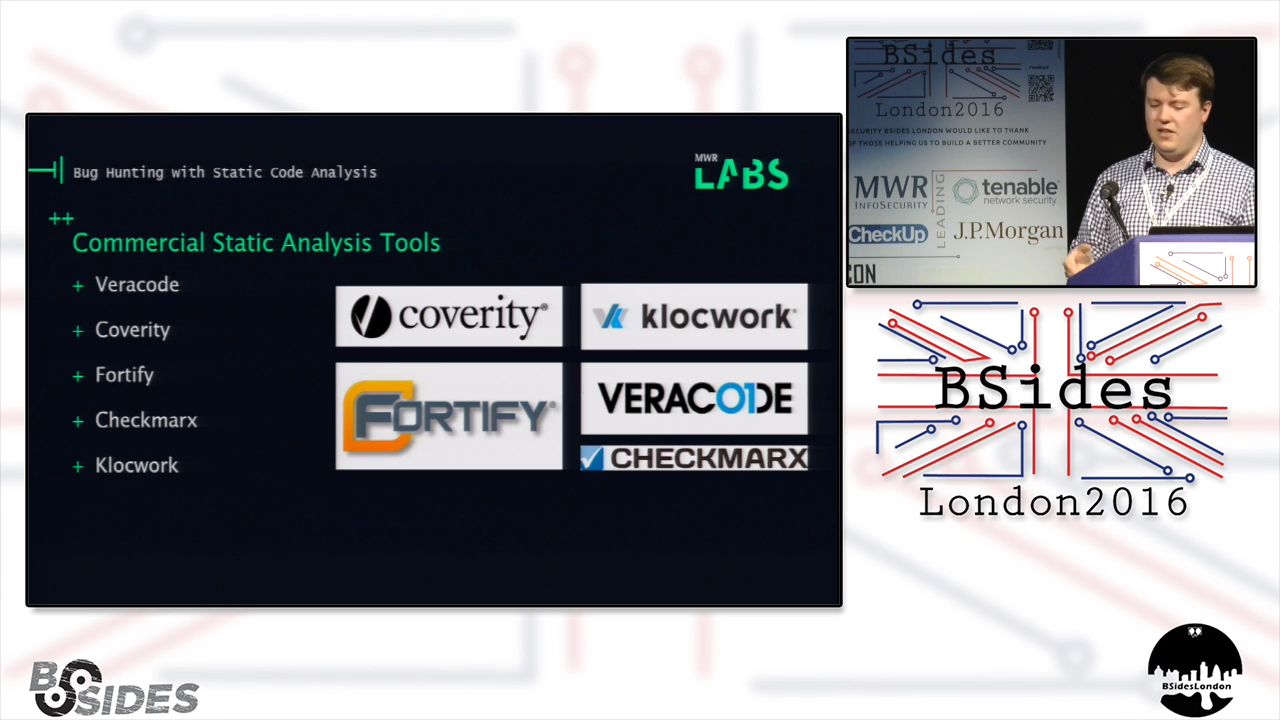 Bug Hunting with Static Code Analysis
MWR
LABS
++
Commercial Static Analysis Tools
+ Veracode
+ Coverity
+ Fortify
+ Checkmarx
+ Klocwork
coverity®
klocwork®
FORTIFY®
VERACODE
CHECKMARX
BSides
London2016
SECURITY BSIDES LONDON WOULD LIKE TO THANK
OF THOSE HELPING US TO BUILD A BETTER COMMUNITY
MWR
INFOSECURITY
LEADING
tenable
network security
CheckUp
J.P.Morgan
CON
BSides
London2016
BSIDES
BSidesLondon